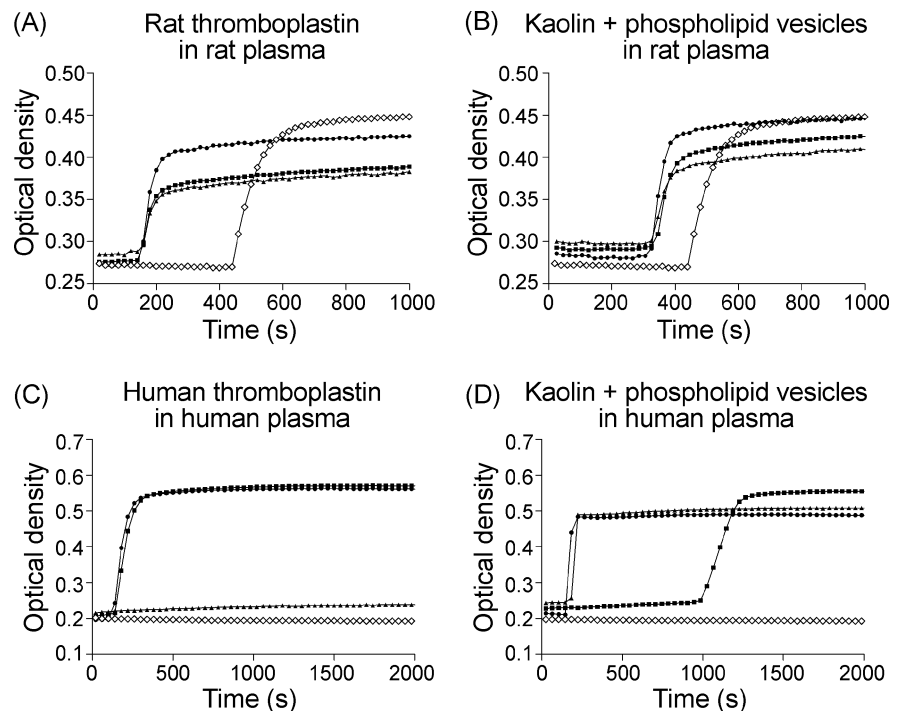 (A) Rat thromboplastin
in rat plasma
0.50
0.45
0.40
0.35
0.30
0.25
Optical density
0 200 400 600 800 1000
Time (s)
(B) Kaolin + phospholipid vesicles
in rat plasma
0.50
0.45
0.40
0.35
0.30
0.25
Optical density
0 200 400 600 800 1000
Time (s)
(C) Human thromboplastin
in human plasma
0.7
0.6
0.5
0.4
0.3
0.2
0.1
Optical density
0 500 1000 1500 2000
Time (s)
(D) Kaolin + phospholipid vesicles
in human plasma
0.7
0.6
0.5
0.4
0.3
0.2
0.1
Optical density
0 500 1000 1500 2000
Time (s)